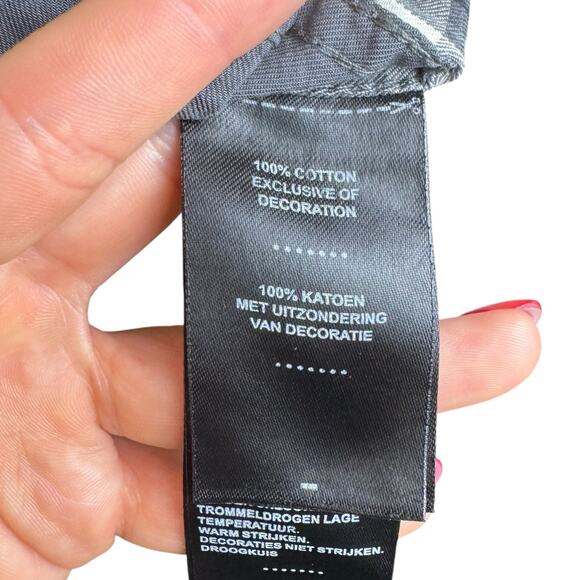 100% COTTON
EXCLUSIVE OF
DECORATION
100% KATOEN
MET UITZONDERING
VAN DECORATIE
TROMMELDROGEN LAGE
TEMPERATUUR.
WARM STRIJKEN.
DECORATIES NIET STRIJKEN.
DROOGKUIS